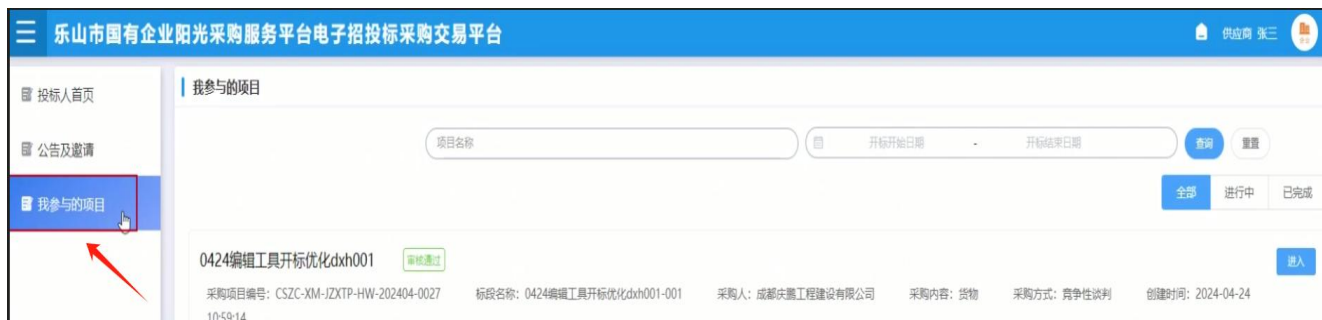 乐山市国有企业阳光采购服务平台电子招投标采购交易平台
供应商 张三
投标人首页
公告及邀请
我参与的项目
我参与的项目
项目名称
开标开始日期 - 开标结束日期
查询 重置
全部 进行中 已完成
0424编辑工具开标优化dxh001 审核通过
进入
采购项目编号：CSZC-XM-JZXTP-HW-202404-0027 标段名称：0424编辑工具开标优化dxh001-001 采购人：成都庆鹏工程建设有限公司 采购内容：货物 采购方式：竞争性谈判 创建时间：2024-04-24
10:59:14